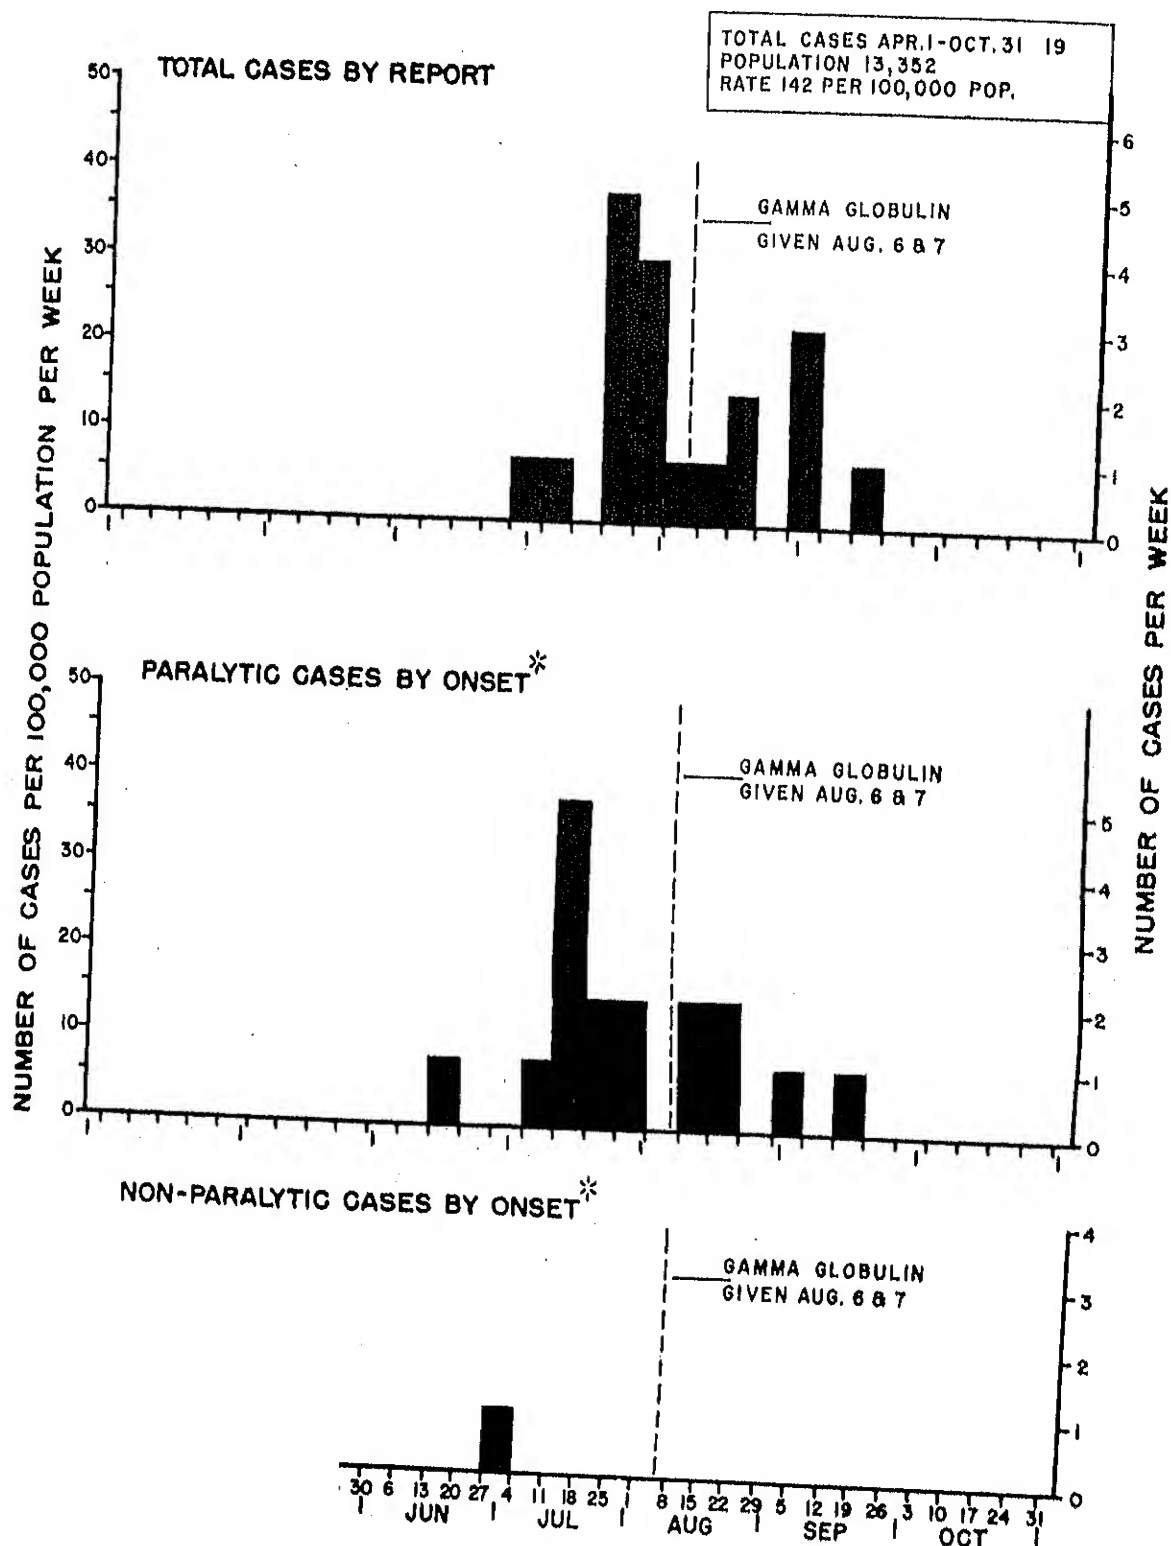 TOTAL CASES BY REPORT
TOTAL CASES APR. 1-OCT. 31 19
POPULATION 13,352
RATE 142 PER 100,000 POP.
50
40
30
20
10
0
6
5
4
3
2
1
0
GAMMA GLOBULIN
GIVEN AUG. 6 & 7
NUMBER OF CASES PER 100,000 POPULATION PER WEEK
NUMBER OF CASES PER WEEK
PARALYTIC CASES BY ONSET*
50
40
30
20
10
0
5
4
3
2
1
0
GAMMA GLOBULIN
GIVEN AUG. 6 & 7
NON-PARALYTIC CASES BY ONSET*
4
3
2
1
0
GAMMA GLOBULIN
GIVEN AUG. 6 & 7
30 6 13 20 27 4 11 18 25 1 8 15 22 29 5 12 19 26 3 10 17 24 31
JUN JUL AUG SEP OCT